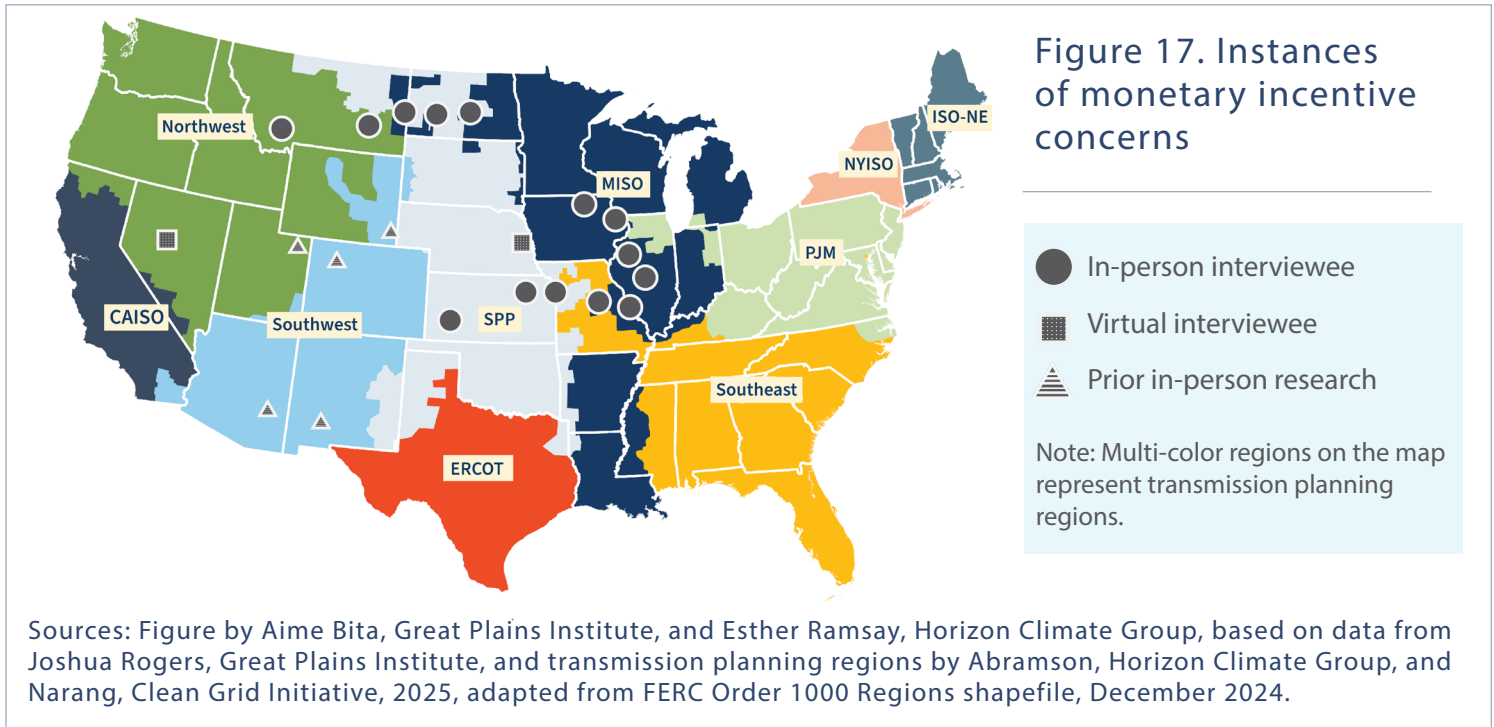 Figure 17. Instances
of monetary incentive
concerns
In-person interviewee
Virtual interviewee
Prior in-person research
Note: Multi-color regions on the map
represent transmission planning
regions.
Northwest
ISO-NE
NYISO
MISO
PJM
CAISO
Southwest
SPP
Southeast
ERCOT
Sources: Figure by Aime Bita, Great Plains Institute, and Esther Ramsay, Horizon Climate Group, based on data from
Joshua Rogers, Great Plains Institute, and transmission planning regions by Abramson, Horizon Climate Group, and
Narang, Clean Grid Initiative, 2025, adapted from FERC Order 1000 Regions shapefile, December 2024.